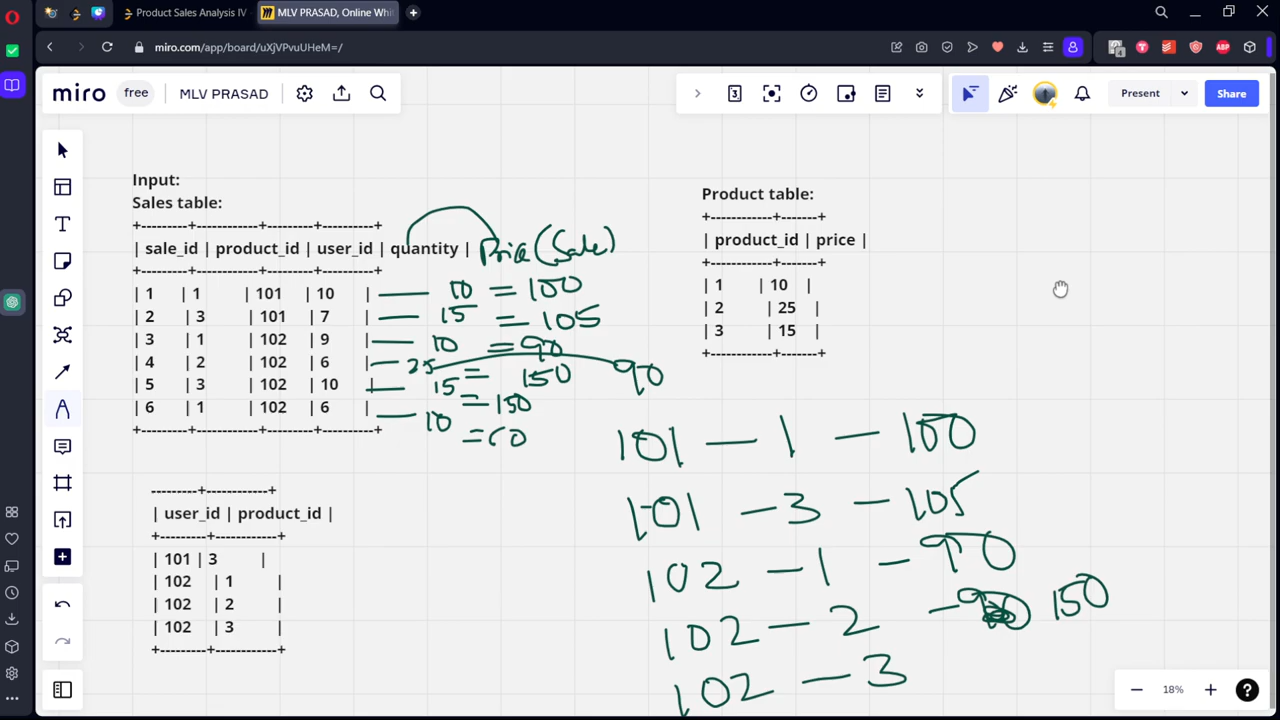 Product Sales Analysis IV
MLV PRASAD, Online Whi
miro.com/app/board/uXjVPvuUHeM=/
miro free MLV PRASAD
3
Present
Share
Input:
Sales table:
+---------+------------+---------+----------+
| sale_id | product_id | user_id | quantity | Price (Sale)
+---------+------------+---------+----------+
| 1 | 1 | 101 | 10 | — 10 = 100
| 2 | 3 | 101 | 7 | — 15 = 105
| 3 | 1 | 102 | 9 | — 10 = 90
| 4 | 2 | 102 | 6 | — 25 = 150 90
| 5 | 3 | 102 | 10 | — 15 = 150
| 6 | 1 | 102 | 6 | — 10 = 60
+---------+------------+---------+----------+
Product table:
+------------+-------+
| product_id | price |
+------------+-------+
| 1 | 10 |
| 2 | 25 |
| 3 | 15 |
+------------+-------+
101 — 1 — 100
101 — 3 — 105
102 — 1 — 90
102 — 2 — 150
102 — 3
---------+------------+
| user_id | product_id |
+---------+------------+
| 101 | 3 |
| 102 | 1 |
| 102 | 2 |
| 102 | 3 |
+---------+------------+
18%